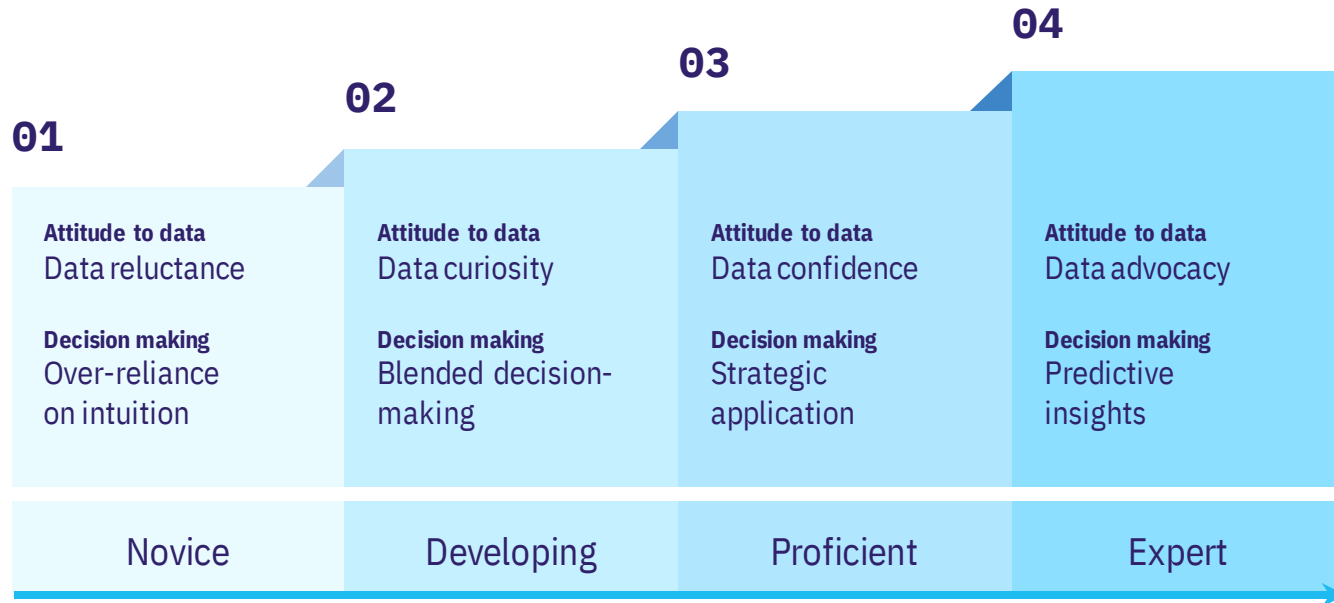 01
Attitude to data
Data reluctance
Decision making
Over-reliance
on intuition
Novice
02
Attitude to data
Data curiosity
Decision making
Blended decision-
making
Developing
03
Attitude to data
Data confidence
Decision making
Strategic
application
Proficient
04
Attitude to data
Data advocacy
Decision making
Predictive
insights
Expert